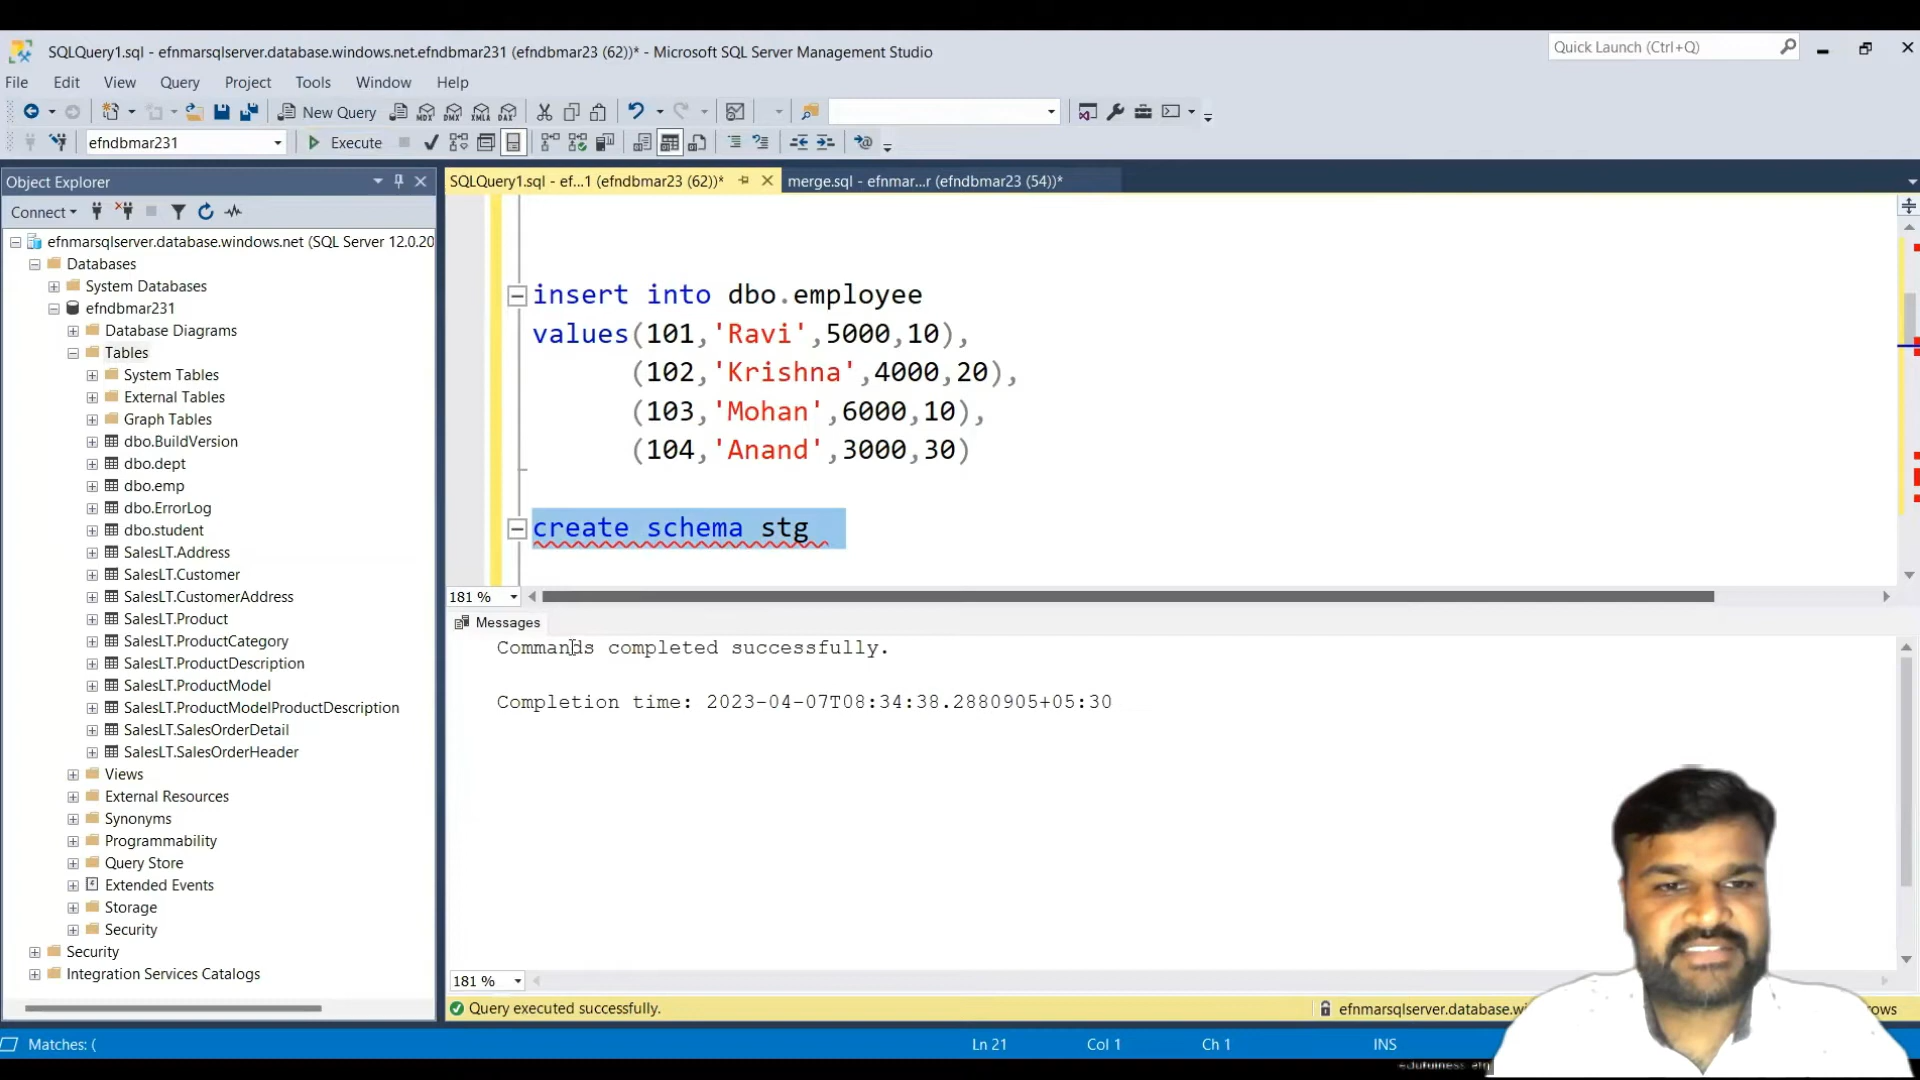 SQLQuery1.sql - efnmarsqlserver.database.windows.net.efndbmar231 (efndbmar23 (62))* - Microsoft SQL Server Management Studio
Quick Launch (Ctrl+Q)
File Edit View Query Project Tools Window Help
New Query
MDX DMX XMLA DAX
efndbmar231
Execute
Object Explorer
Connect
efnmarsqlserver.database.windows.net (SQL Server 12.0.20
Databases
System Databases
efndbmar231
Database Diagrams
Tables
System Tables
External Tables
Graph Tables
dbo.BuildVersion
dbo.dept
dbo.emp
dbo.ErrorLog
dbo.student
SalesLT.Address
SalesLT.Customer
SalesLT.CustomerAddress
SalesLT.Product
SalesLT.ProductCategory
SalesLT.ProductDescription
SalesLT.ProductModel
SalesLT.ProductModelProductDescription
SalesLT.SalesOrderDetail
SalesLT.SalesOrderHeader
Views
External Resources
Synonyms
Programmability
Query Store
Extended Events
Storage
Security
Security
Integration Services Catalogs
SQLQuery1.sql - ef...1 (efndbmar23 (62))*
merge.sql - efnmar...r (efndbmar23 (54))*
insert into dbo.employee
values(101,'Ravi',5000,10),
(102,'Krishna',4000,20),
(103,'Mohan',6000,10),
(104,'Anand',3000,30)
create schema stg
181 %
Messages
Commands completed successfully.
Completion time: 2023-04-07T08:34:38.2880905+05:30
181 %
Query executed successfully.
efnmarsqlserver.database.wi
ows
Matches: (
Ln 21 Col 1 Ch 1 INS